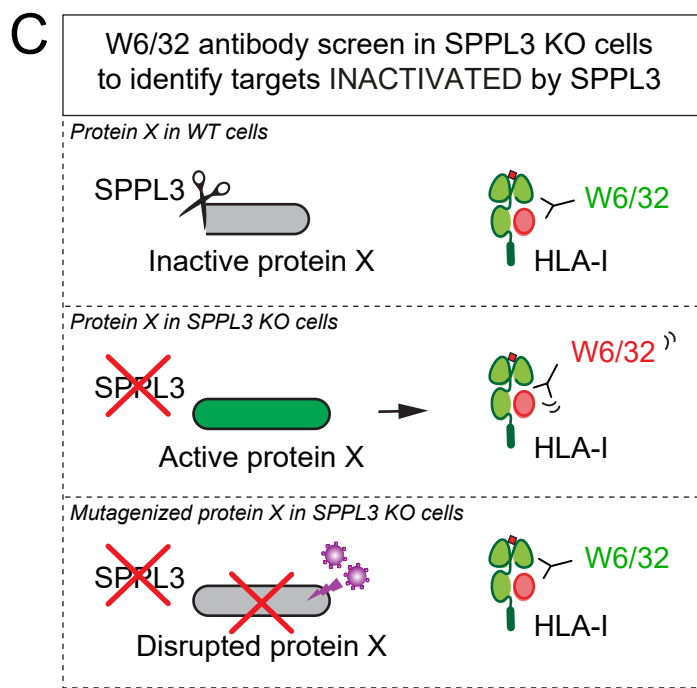 C
W6/32 antibody screen in SPPL3 KO cells
to identify targets INACTIVATED by SPPL3
Protein X in WT cells
SPPL3
W6/32
Inactive protein X
HLA-I
Protein X in SPPL3 KO cells
SPPL3
W6/32
Active protein X
HLA-I
Mutagenized protein X in SPPL3 KO cells
SPPL3
W6/32
Disrupted protein X
HLA-I